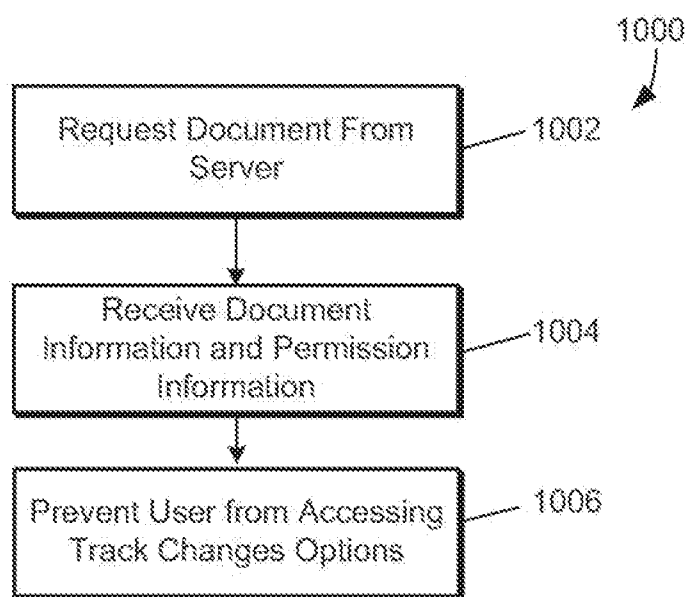 1000
Request Document From
Server
1002
Receive Document
Information and Permission
Information
1004
Prevent User from Accessing
Track Changes Options
1006